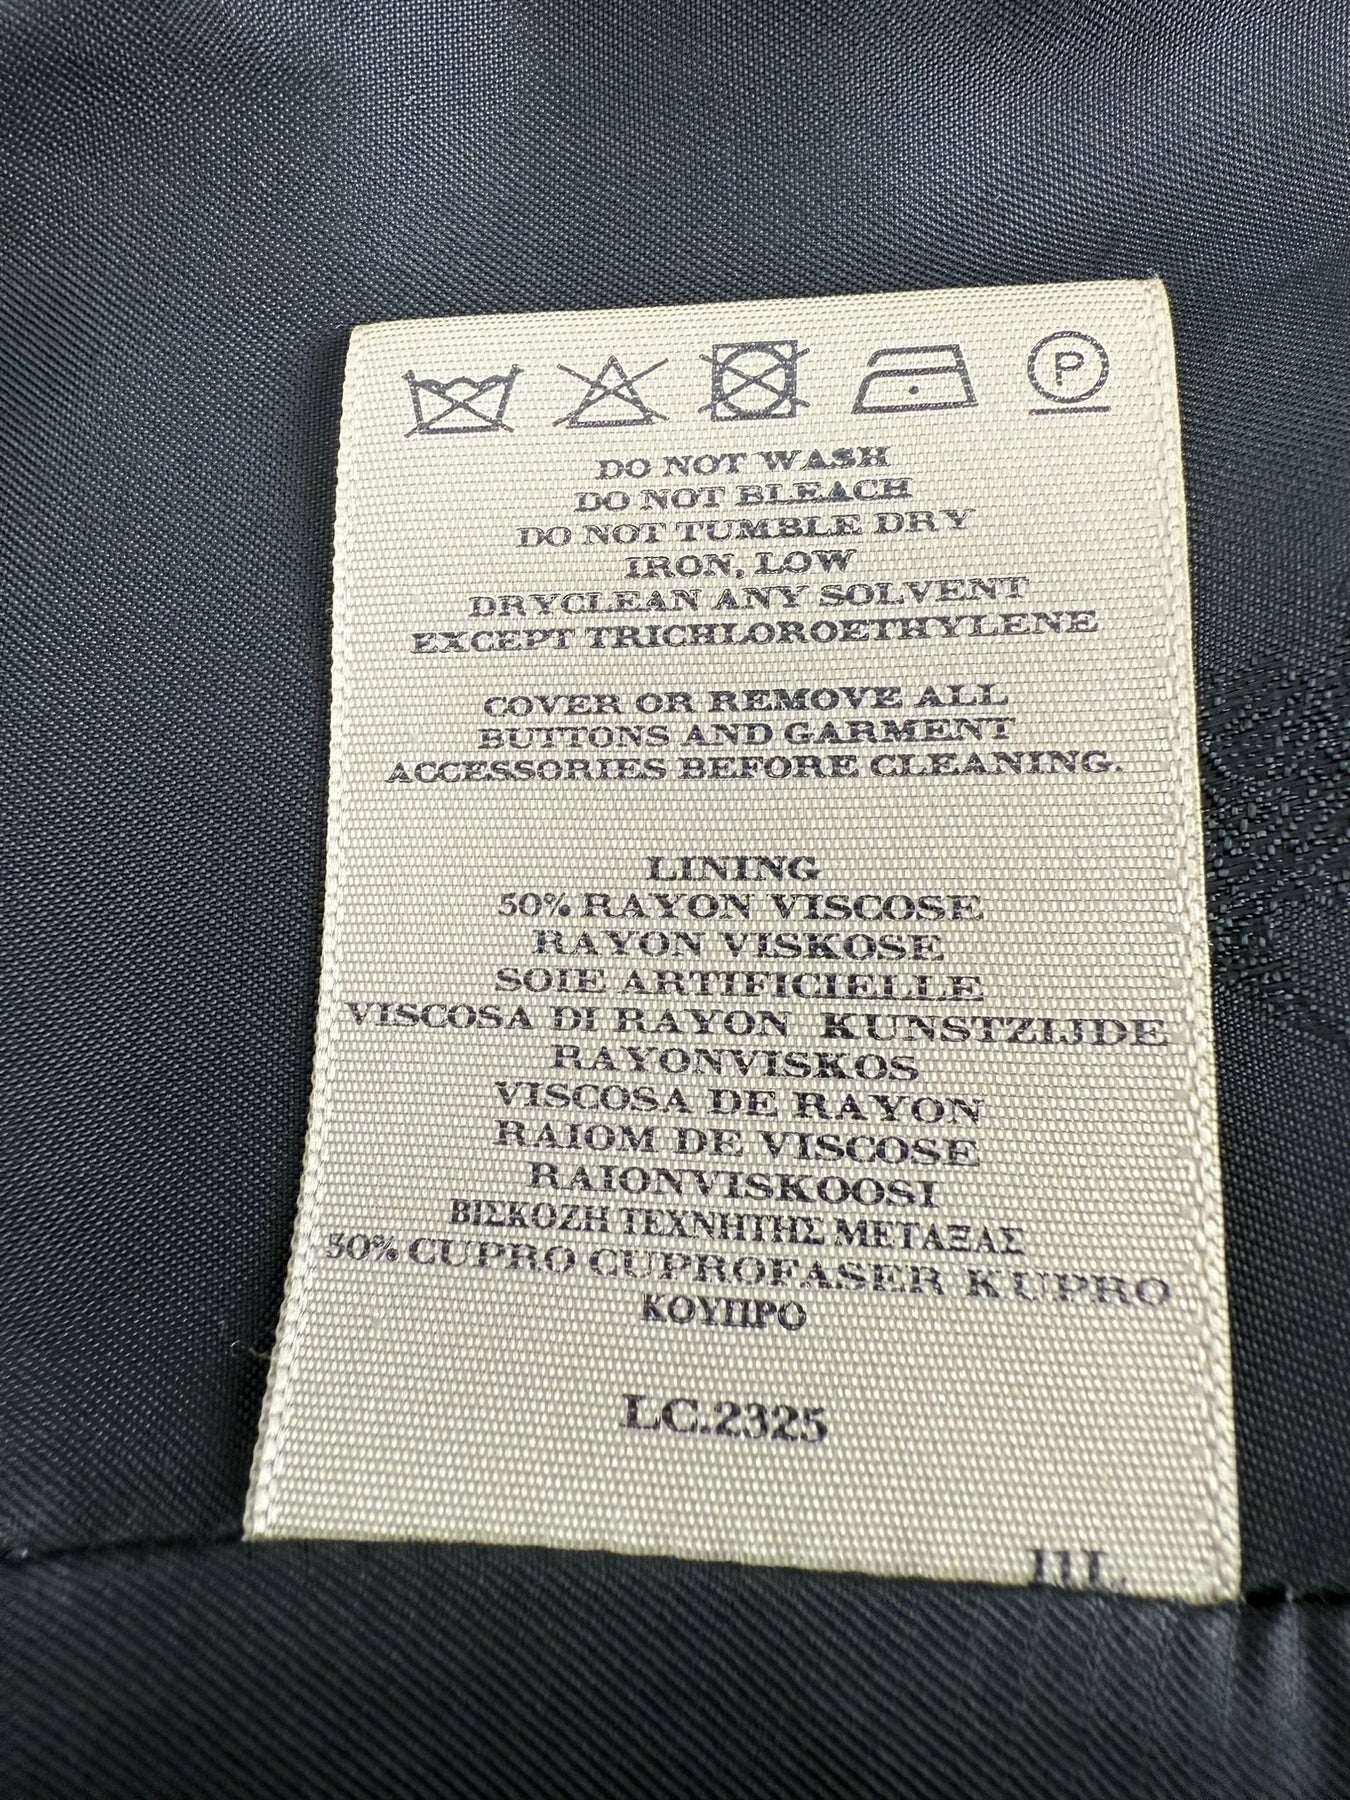 P
DO NOT WASH
DO NOT BLEACH
DO NOT TUMBLE DRY
IRON, LOW
DRYCLEAN ANY SOLVENT
EXCEPT TRICHLOROETHYLENE
COVER OR REMOVE ALL
BUTTONS AND GARMENT
ACCESSORIES BEFORE CLEANING.
LINING
50% RAYON VISCOSE
RAYON VISKOSE
SOIE ARTIFICIELLE
VISCOSA DI RAYON KUNSTZIJDE
RAYONVISKOS
VISCOSA DE RAYON
RAIOM DE VISCOSE
RAIONVISKOOSI
ΒΙΣΚΟΖΗ ΤΕΧΝΗΤΗΣ ΜΕΤΑΞΑΣ
50% CUPRO CUPROFASER KUPRO
ΚΟΥΠΡΟ
LC.2325